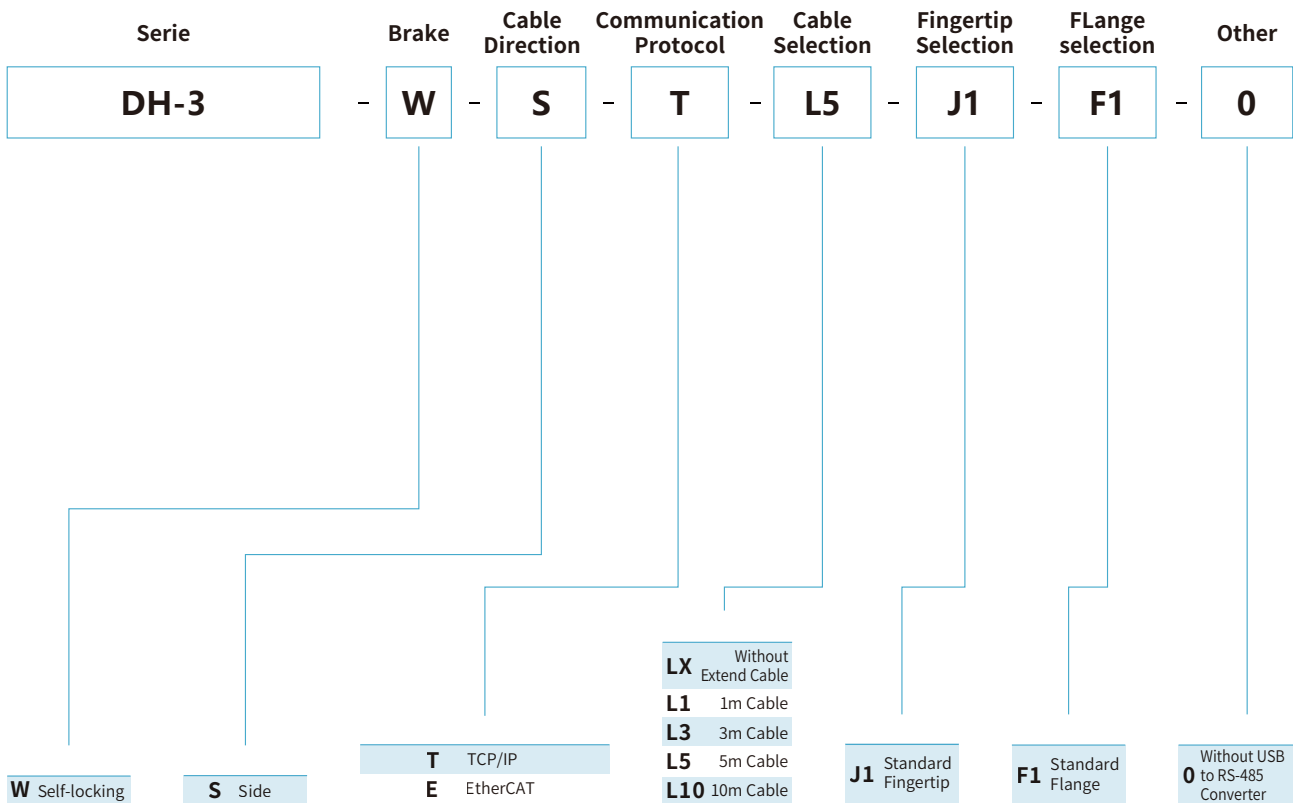 Serie
Brake
Cable
Direction
Communication
Protocol
Cable
Selection
Fingertip
Selection
FLange
selection
Other
DH-3 - W - S - T - L5 - J1 - F1 - 0
W Self-locking
S Side
T TCP/IP
E EtherCAT
LX Without
Extend Cable
L1 1m Cable
L3 3m Cable
L5 5m Cable
L10 10m Cable
J1 Standard
Fingertip
F1 Standard
Flange
Without USB
0 to RS-485
Converter